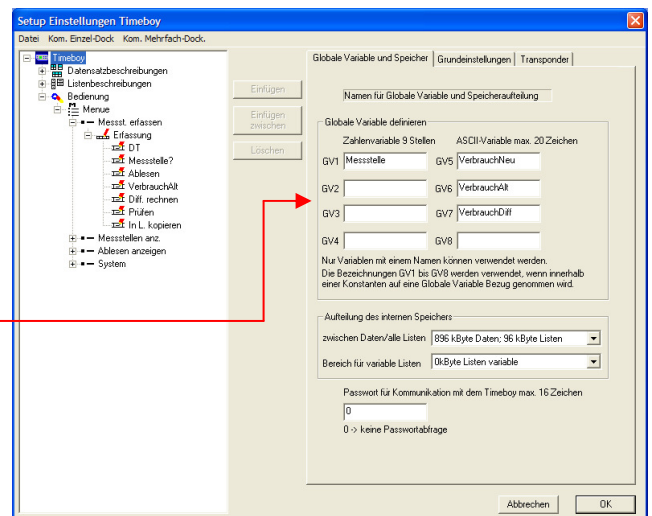 Setup Einstellungen Timeboy
Datei Kom. Einzel-Dock Kom. Mehrfach-Dock.
Timeboy
Datensatzbeschreibungen
Listenbeschreibungen
Bedienung
Menue
Messst. erfassen
Erfassung
DT
Messstelle?
Ablesen
VerbrauchAlt
Diff. rechnen
Prüfen
In L. kopieren
Messstellen anz.
Ablesen anzeigen
System
Einfügen
Einfügen
zwischen
Löschen
Globale Variable und Speicher Grundeinstellungen Transponder
Namen für Globale Variable und Speicheraufteilung
Globale Variable definieren
Zahlenvariable 9 Stellen ASCII-Variable max. 20 Zeichen
GV1 Messstelle GV5 VerbrauchNeu
GV2 GV6 VerbrauchAlt
GV3 GV7 VerbrauchDiff
GV4 GV8
Nur Variablen mit einem Namen können verwendet werden.
Die Bezeichnungen GV1 bis GV8 werden verwendet, wenn innerhalb
einer Konstanten auf eine Globale Variable Bezug genommen wird.
Aufteilung des internen Speichers
zwischen Daten/alle Listen 896 kByte Daten; 96 kByte Listen
Bereich für variable Listen 0kByte Listen variable
Passwort für Kommunikation mit dem Timeboy max. 16 Zeichen
0
0 -> keine Passwortabfrage
Abbrechen OK